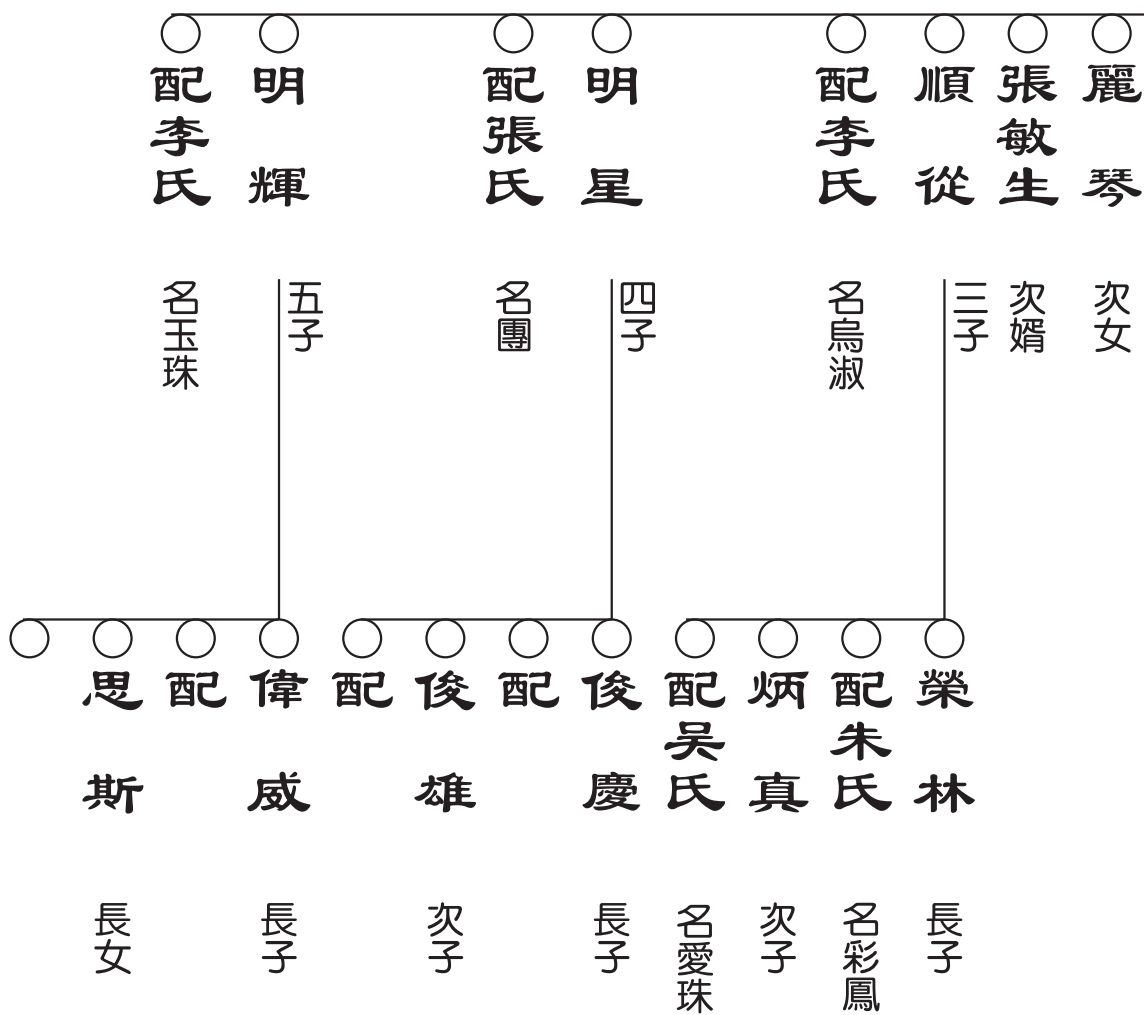 麗琴
次女
張敏生
次婿
順從
三子
配李氏
名烏淑
明星
四子
配張氏
名團
明輝
五子
配李氏
名玉珠
榮林
長子
配朱氏
名彩鳳
炳真
次子
配吳氏
名愛珠
俊慶
長子
配
俊雄
次子
配
偉威
長子
配
思斯
長女